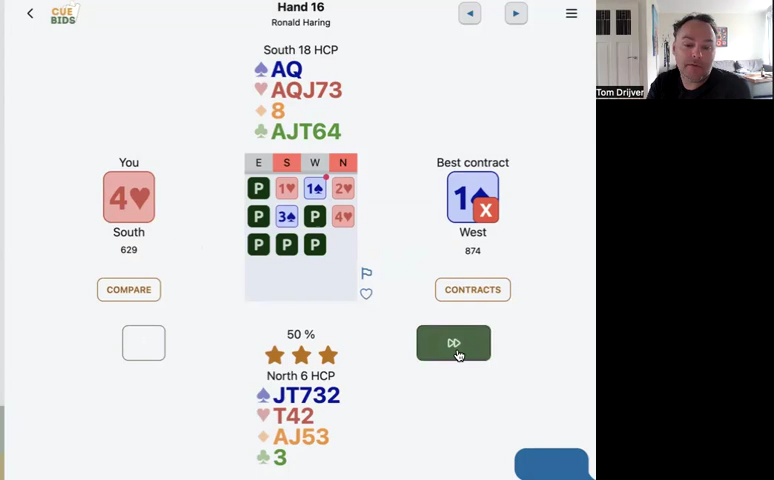 CUE
BIDS
Hand 16
Ronald Haring
Tom Drijver
South 18 HCP
♠AQ
♥AQJ73
♦8
♣AJT64
You
4♥
South
629
COMPARE
E S W N
P 1♥ 1♠ 2♥
P 3♠ P 4♥
P P P
Best contract
1♠ X
West
874
CONTRACTS
50 %
North 6 HCP
♠JT732
♥T42
♦AJ53
♣3